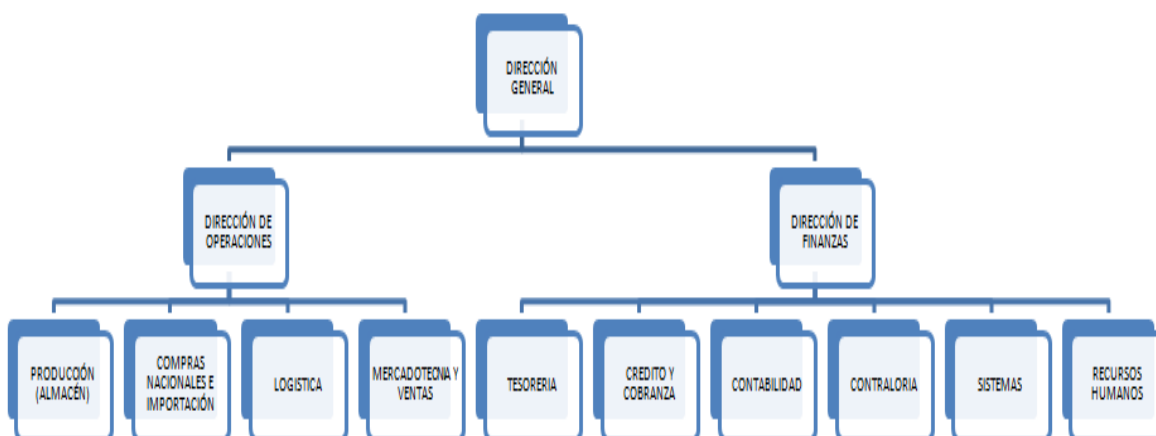 DIRECCIÓN
GENERAL
DIRECCIÓN DE
OPERACIONES
DIRECCIÓN DE
FINANZAS
PRODUCCIÓN
(ALMACÉN)
COMPRAS
NACIONALES E
IMPORTACIÓN
LOGISTICA
MERCADOTECNIA Y
VENTAS
TESORERIA
CREDITO Y
COBRANZA
CONTABILIDAD
CONTRALORIA
SISTEMAS
RECURSOS
HUMANOS